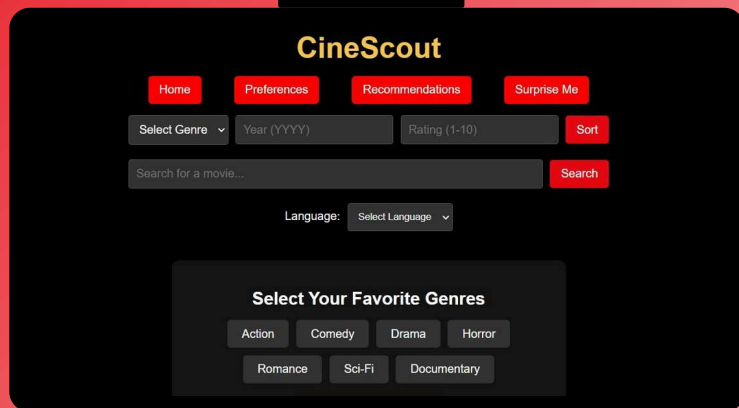 CineScout
Home Preferences Recommendations Surprise Me
Select Genre Year (YYYY) Rating (1-10) Sort
Search for a movie... Search
Language: Select Language
Select Your Favorite Genres
Action Comedy Drama Horror
Romance Sci-Fi Documentary